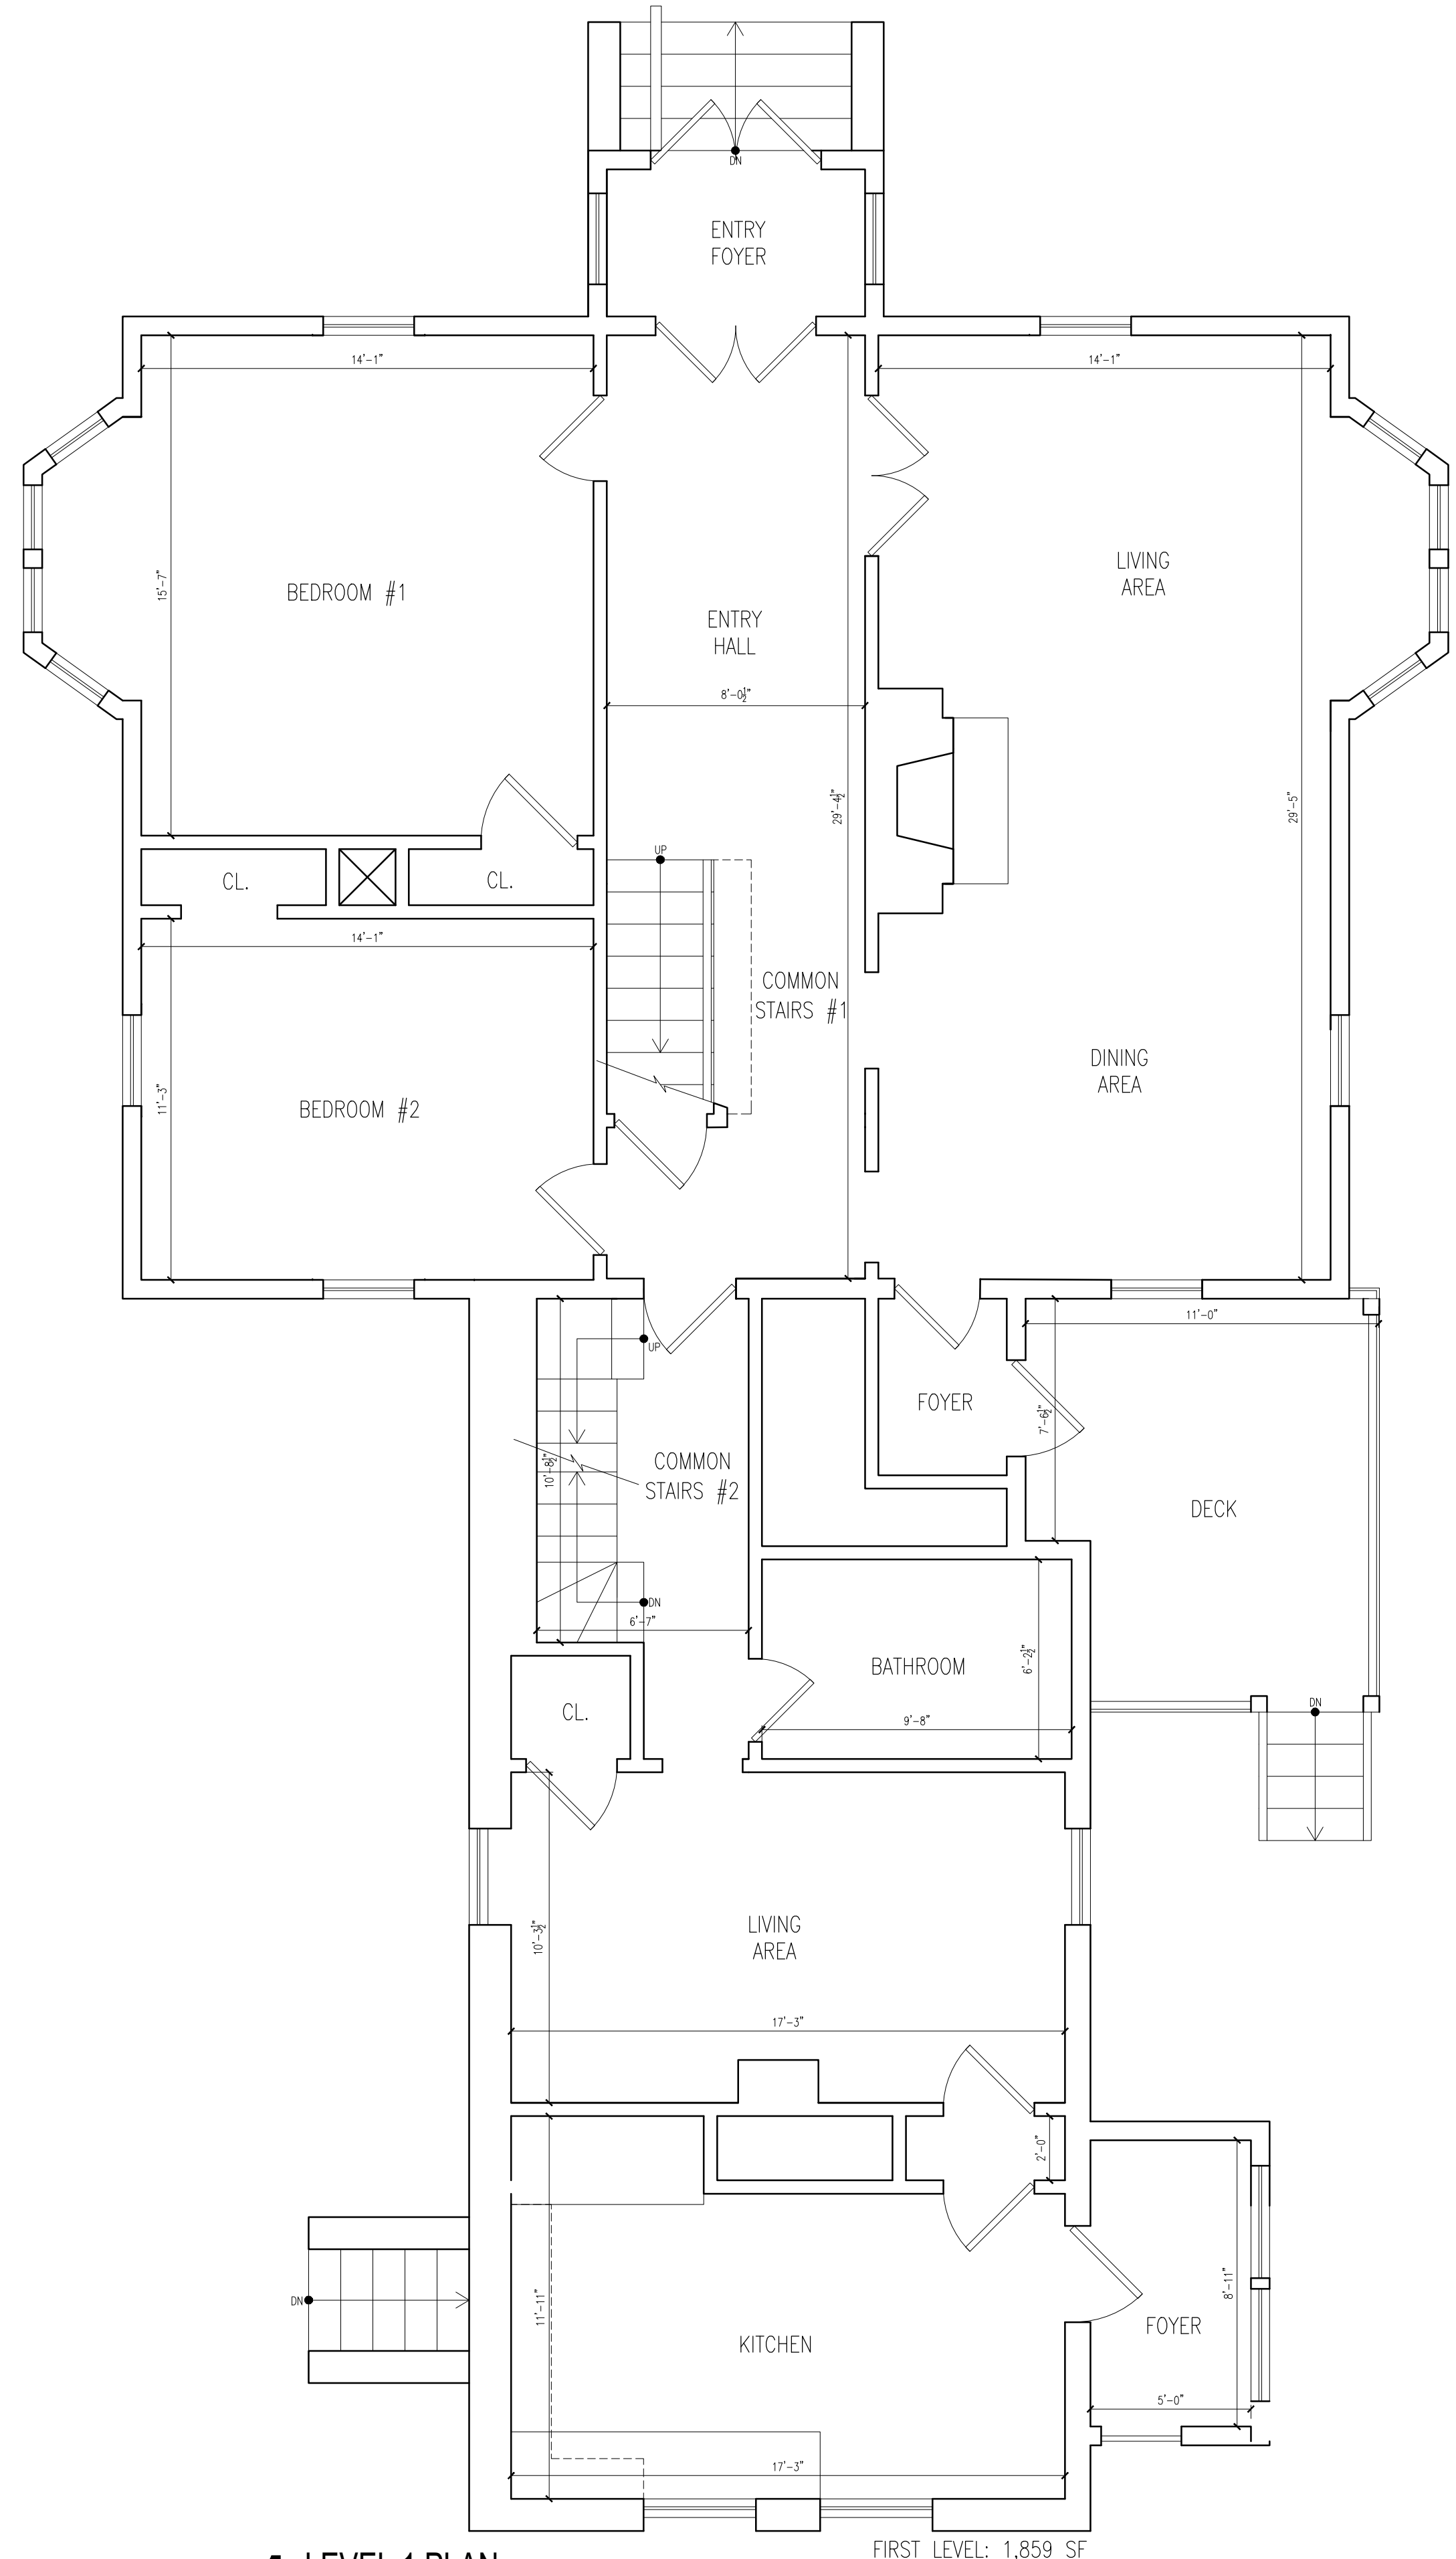 DN
ENTRY
FOYER
14'-1"
14'-1"
15'-7"
BEDROOM #1
LIVING
AREA
ENTRY
HALL
8'-0½"
29'-4½"
29'-5"
UP
CL.
CL.
14'-1"
COMMON
STAIRS #1
DINING
AREA
11'-3"
BEDROOM #2
11'-0"
UP
FOYER
7'-6½"
10'-8½"
COMMON
STAIRS #2
DECK
DN
6'-7"
BATHROOM
6'-2½"
CL.
9'-8"
DN
LIVING
AREA
10'-3½"
17'-3"
2'-0"
DN
11'-11"
8'-11"
FOYER
KITCHEN
5'-0"
17'-3"
FIRST LEVEL: 1,859 SF
LEVEL 1 PLAN